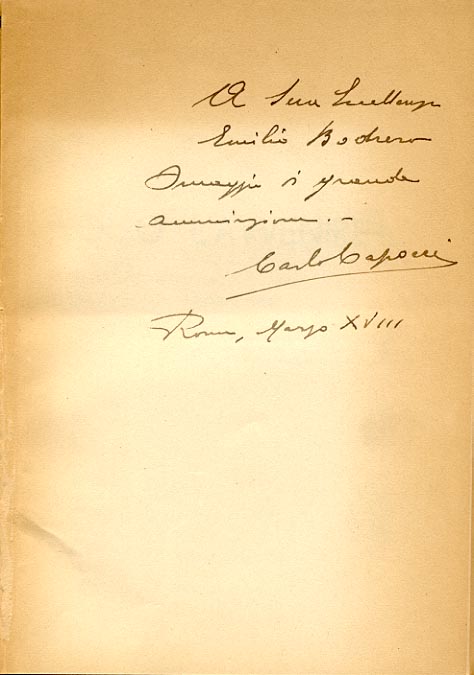 A Sua Eccellenza
Emilio Bodrero
Omaggio di grande
ammirazione. -
Carlo Capocci
Roma, Marzo XVIII